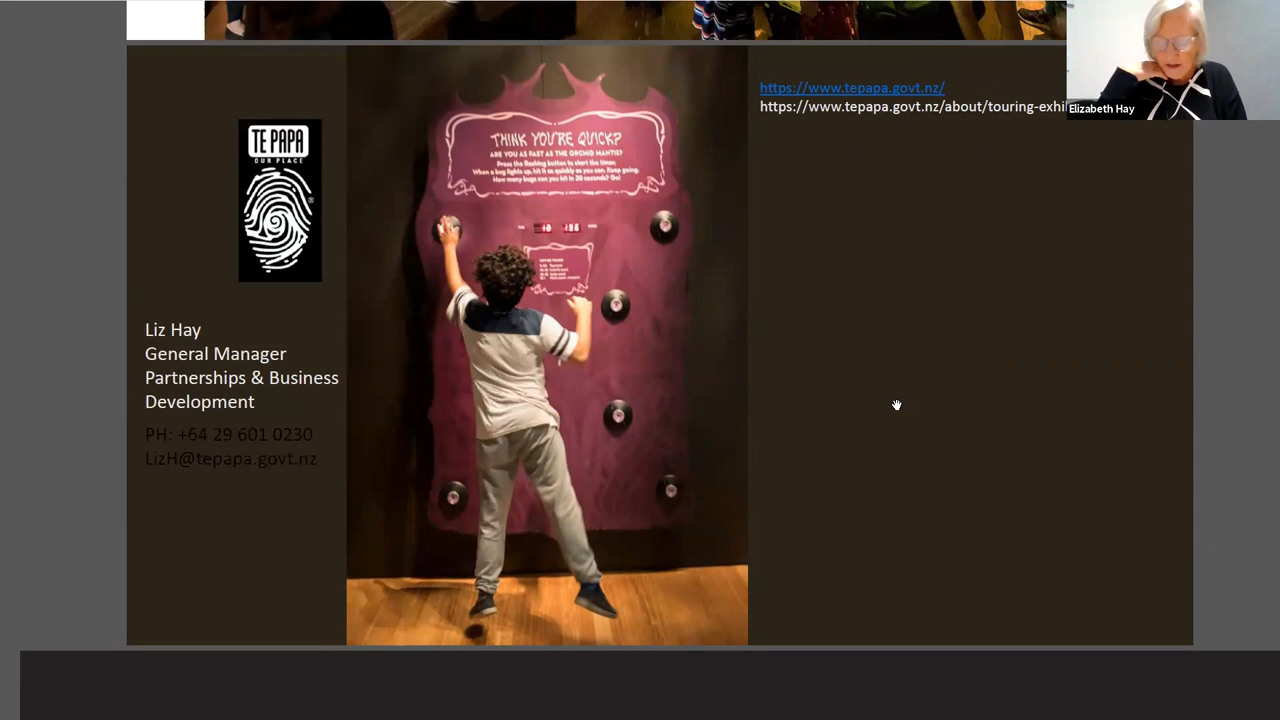 TE PAPA
OUR PLACE
Liz Hay
General Manager
Partnerships & Business
Development
PH: +64 29 601 0230
LizH@tepapa.govt.nz
THINK YOU'RE QUICK?
ARE YOU AS FAST AS THE ORCHID MANTIS?
Press the flashing button to start the timer.
When a bug lights up, hit it as quickly as you can. Keep going.
How many bugs can you hit in 30 seconds? Go!
https://www.tepapa.govt.nz/
https://www.tepapa.govt.nz/about/touring-exhi
Elizabeth Hay